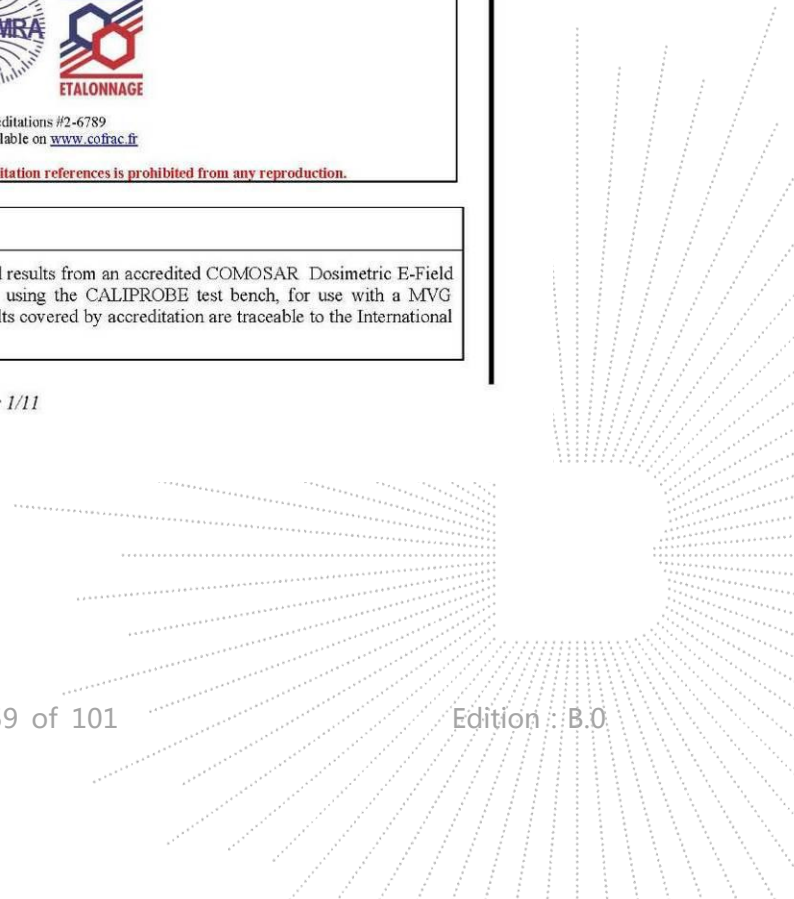 MRA
ETALONNAGE
editations #2-6789
lable on www.cofrac.fr
itation references is prohibited from any reproduction.
l results from an accredited COMOSAR Dosimetric E-Field
using the CALIPROBE test bench, for use with a MVG
lts covered by accreditation are traceable to the International
1/11
9 of 101
Edition : B.0